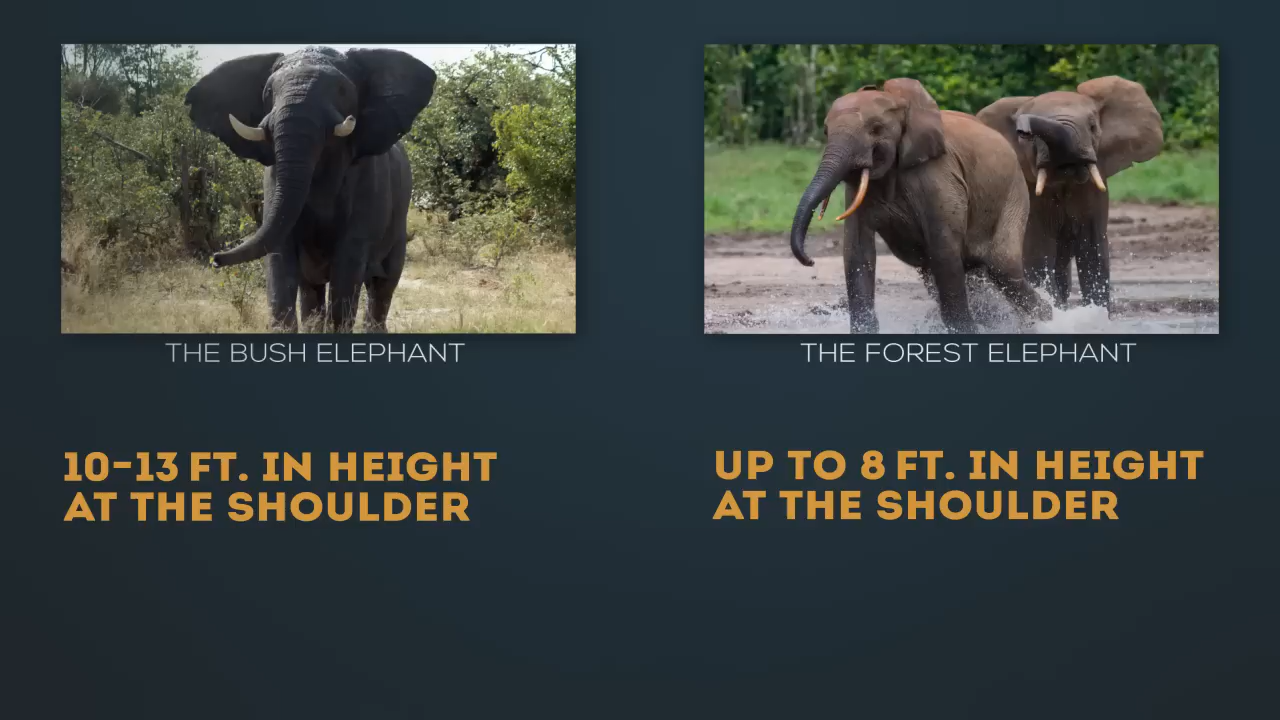 THE BUSH ELEPHANT
10-13 FT. IN HEIGHT
AT THE SHOULDER
THE FOREST ELEPHANT
UP TO 8 FT. IN HEIGHT
AT THE SHOULDER